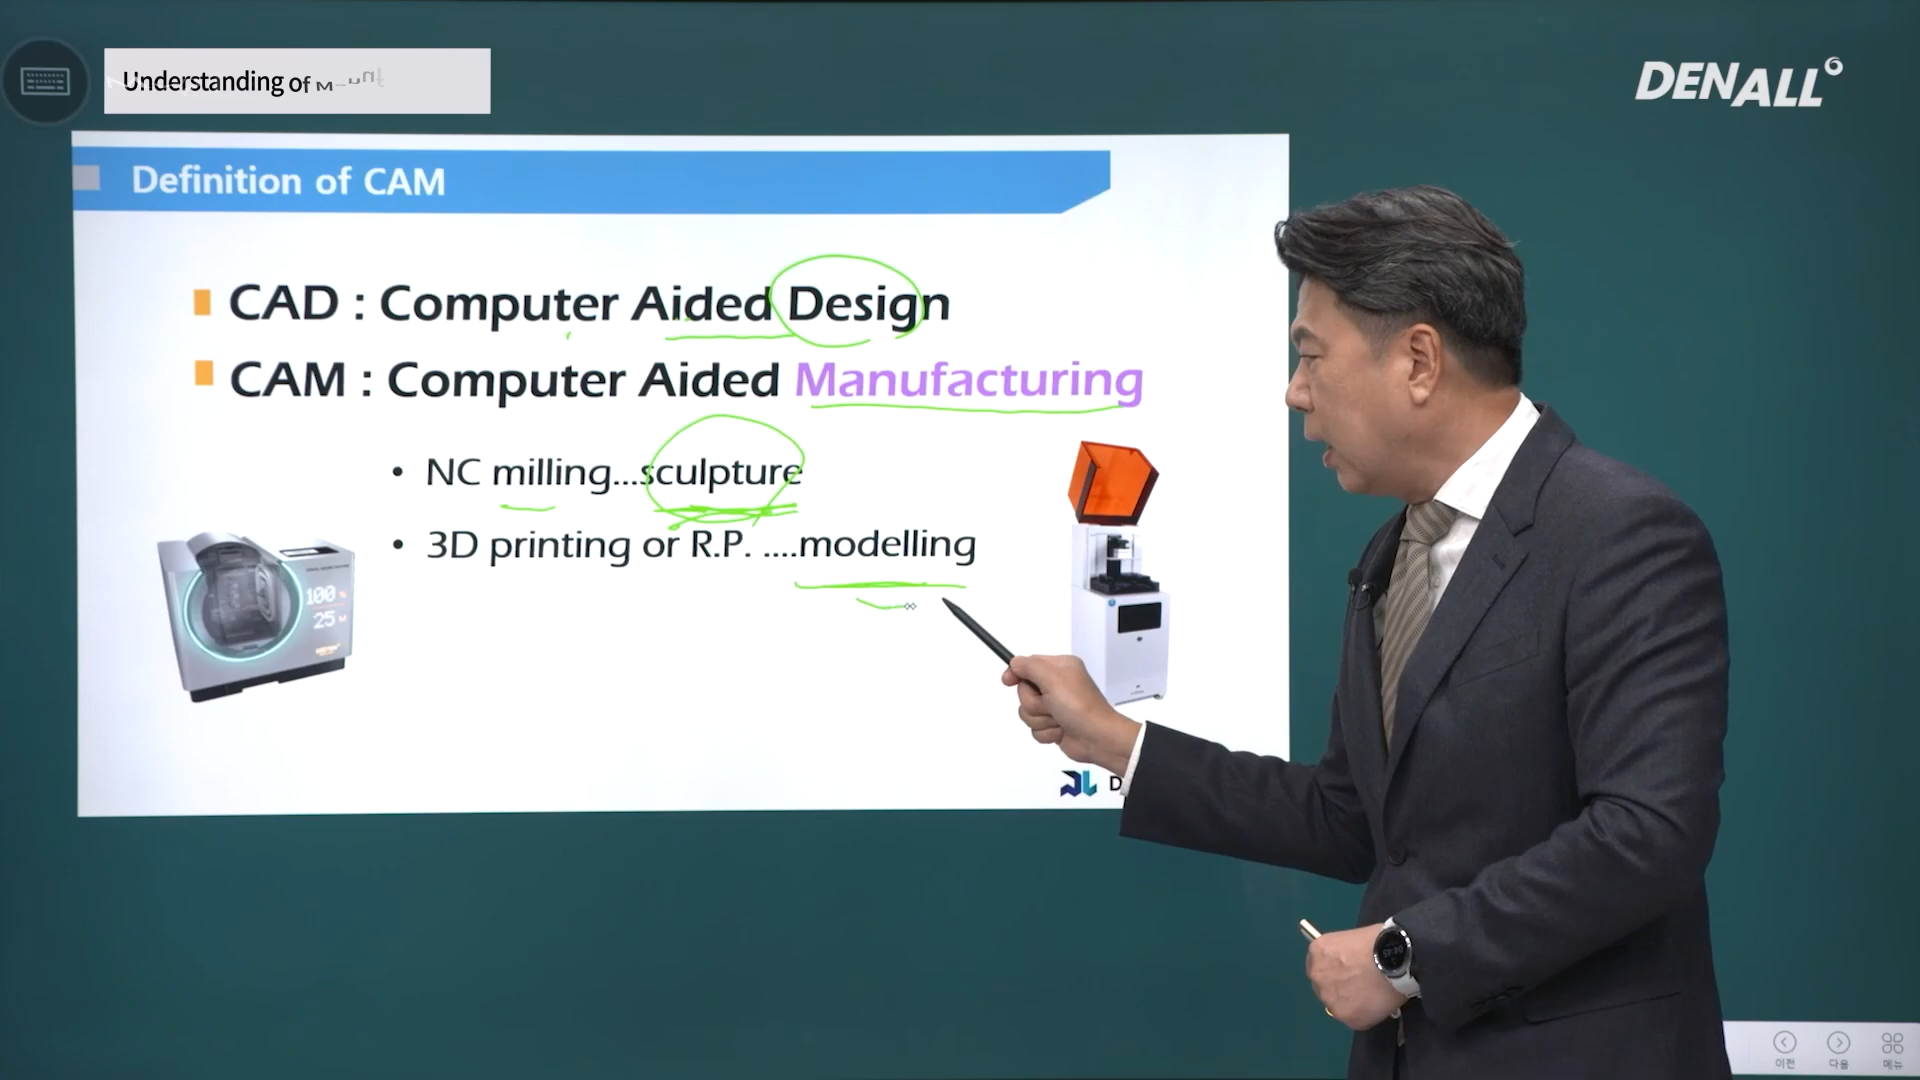 Understanding of
DENALL
Definition of CAM
CAD : Computer Aided Design
CAM : Computer Aided Manufacturing
• NC milling...sculpture
• 3D printing or R.P. ....modelling
100
25
D
이전
다음
메뉴